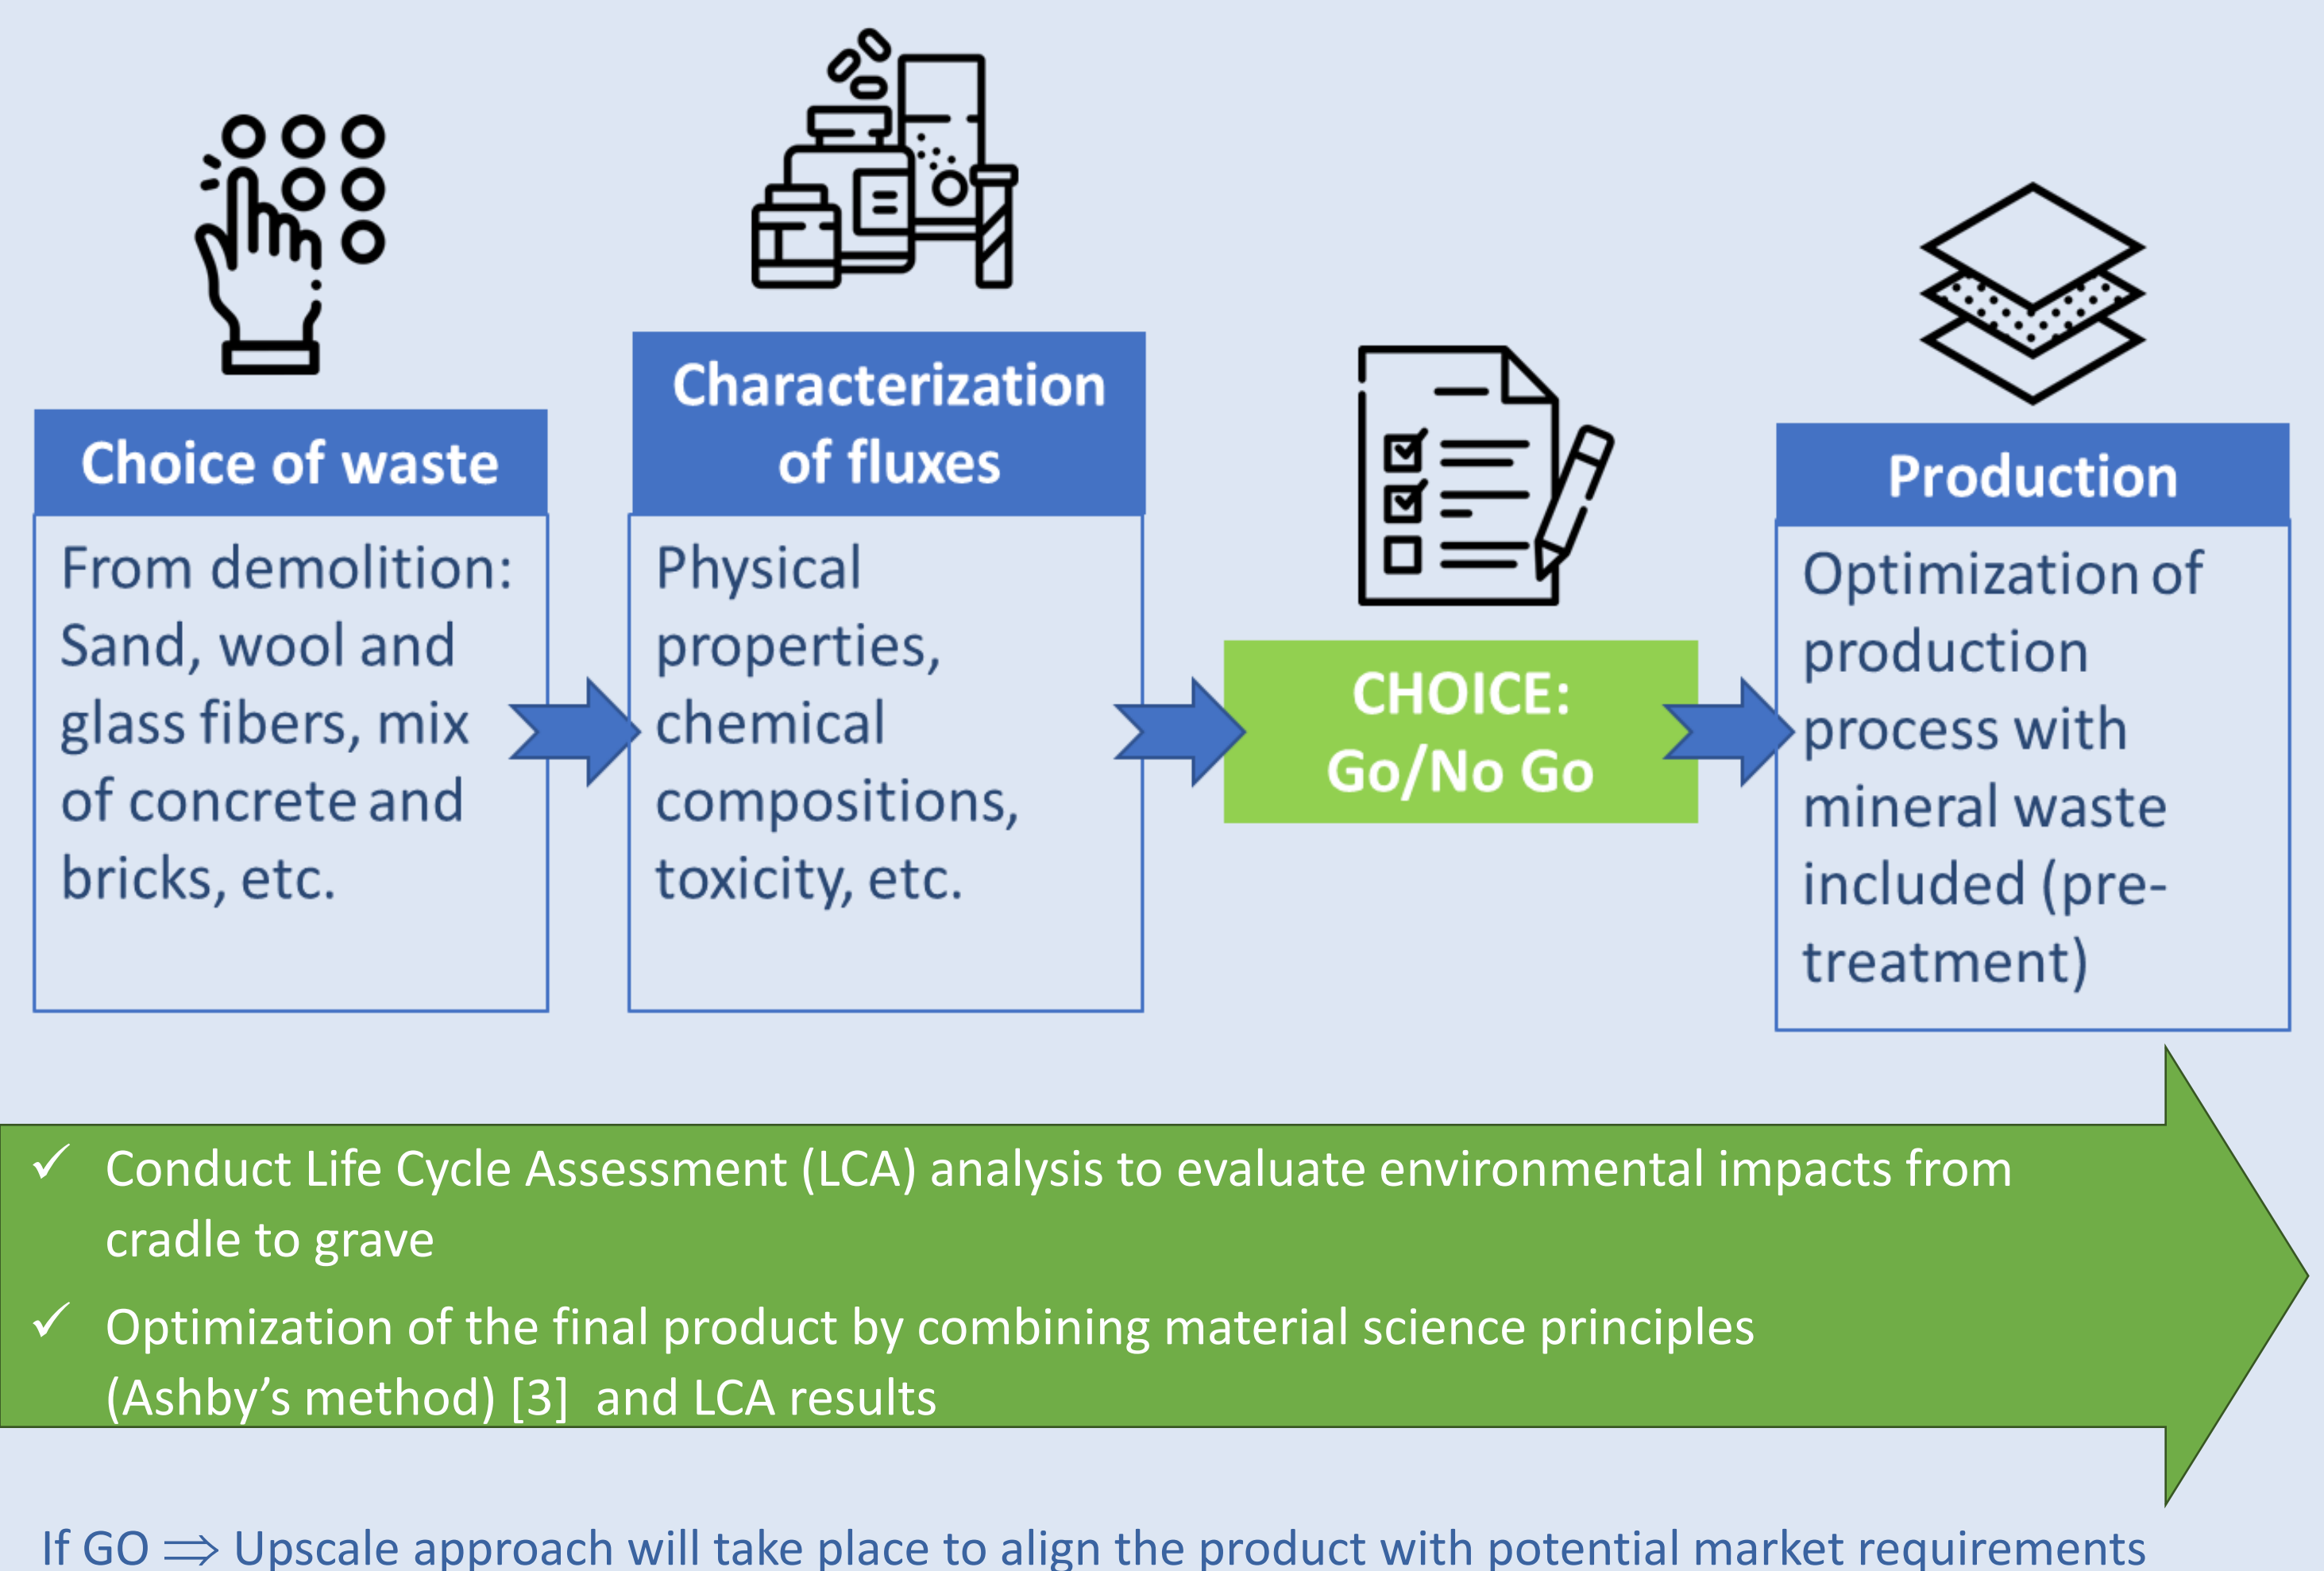 Choice of waste
From demolition:
Sand, wool and
glass fibers, mix
of concrete and
bricks, etc.
Characterization
of fluxes
Physical
properties,
chemical
compositions,
toxicity, etc.
CHOICE:
Go/No Go
Production
Optimization of
production
process with
mineral waste
included (pre-
treatment)
✓ Conduct Life Cycle Assessment (LCA) analysis to evaluate environmental impacts from
cradle to grave
✓ Optimization of the final product by combining material science principles
(Ashby’s method) [3] and LCA results
If GO ⇒ Upscale approach will take place to align the product with potential market requirements